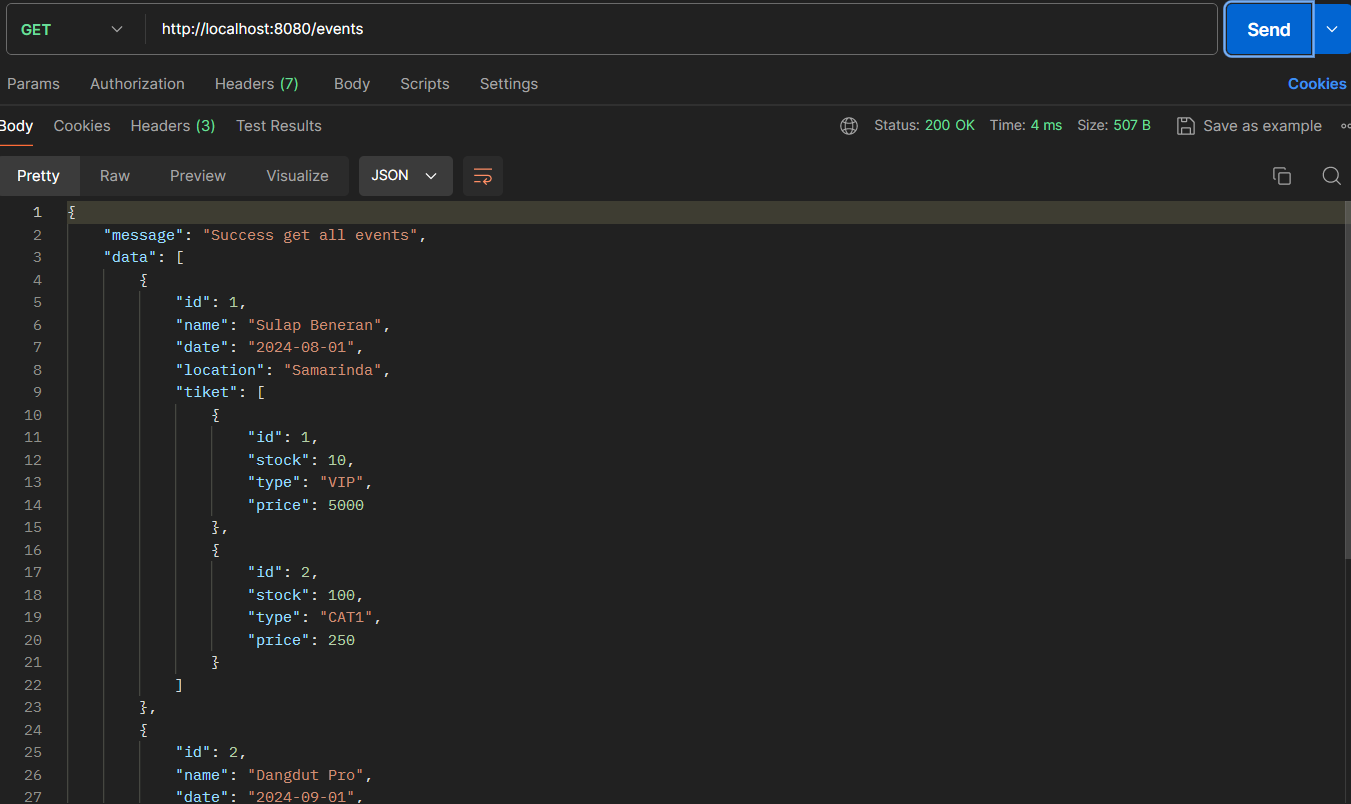 GET http://localhost:8080/events Send
Params Authorization Headers (7) Body Scripts Settings Cookies
Body Cookies Headers (3) Test Results Status: 200 OK Time: 4 ms Size: 507 B Save as example
Pretty Raw Preview Visualize JSON
1 {
2 "message": "Success get all events",
3 "data": [
4 {
5 "id": 1,
6 "name": "Sulap Beneran",
7 "date": "2024-08-01",
8 "location": "Samarinda",
9 "tiket": [
10 {
11 "id": 1,
12 "stock": 10,
13 "type": "VIP",
14 "price": 5000
15 },
16 {
17 "id": 2,
18 "stock": 100,
19 "type": "CAT1",
20 "price": 250
21 }
22 ]
23 },
24 {
25 "id": 2,
26 "name": "Dangdut Pro",
27 "date": "2024-09-01",